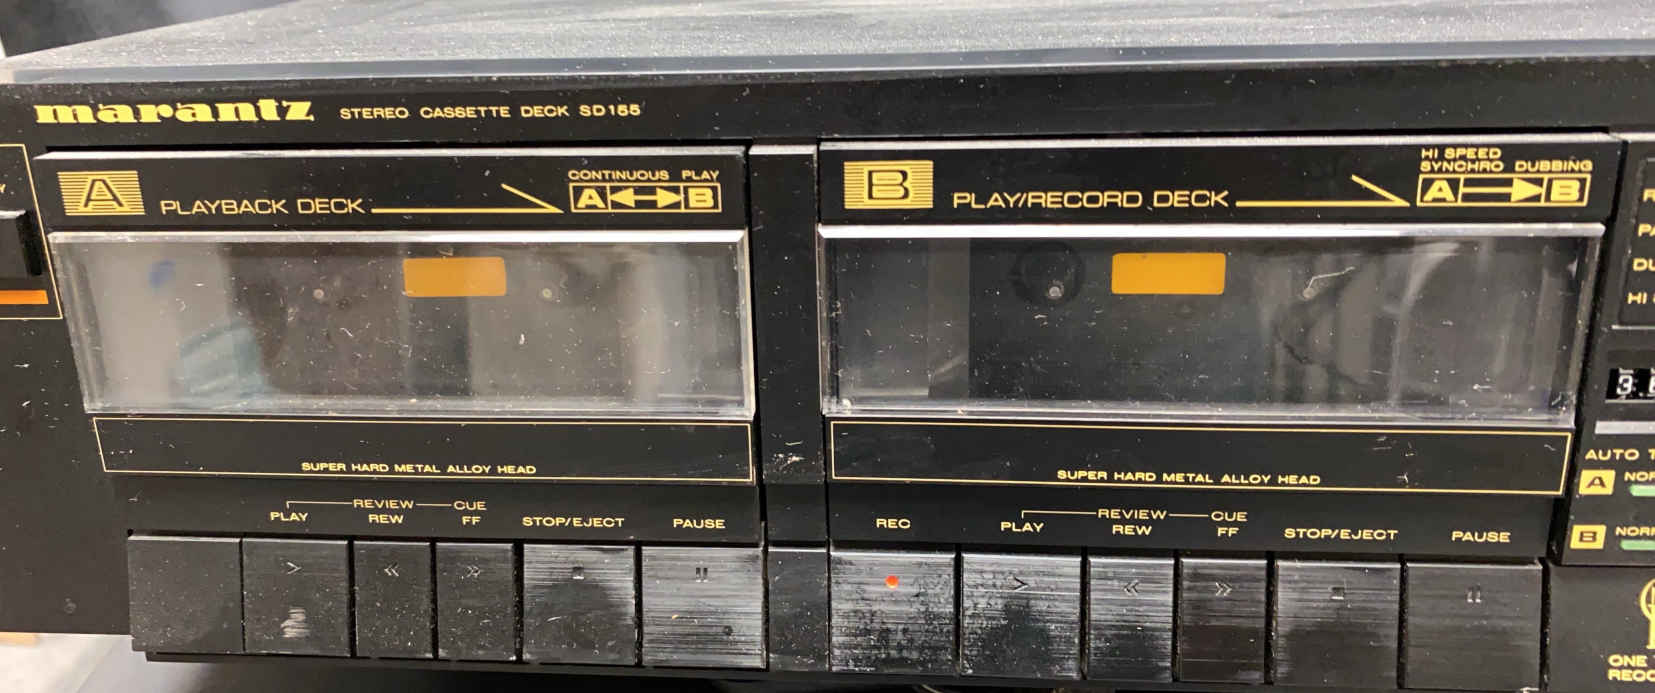 marantz STEREO CASSETTE DECK SD155
A PLAYBACK DECK
CONTINUOUS PLAY
A B
B PLAY/RECORD DECK
HI SPEED
SYNCHRO DUBBING
A B
SUPER HARD METAL ALLOY HEAD
SUPER HARD METAL ALLOY HEAD
REVIEW CUE
PLAY REW FF STOP/EJECT PAUSE
REVIEW CUE
REC PLAY REW FF STOP/EJECT PAUSE
HI
3
AUTO
A
B
ONE